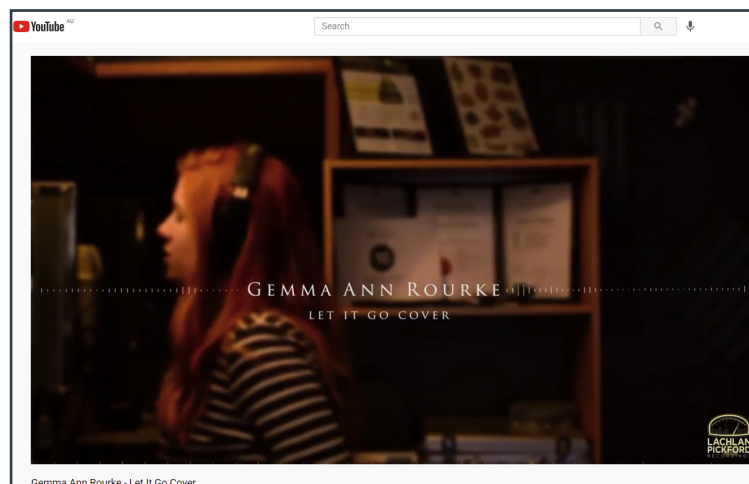 YouTube AU
Search
GEMMA ANN ROURKE
LET IT GO COVER
LACHLAN
PICKFORD
RECORDINGS
Gemma Ann Rourke - Let It Go Cover